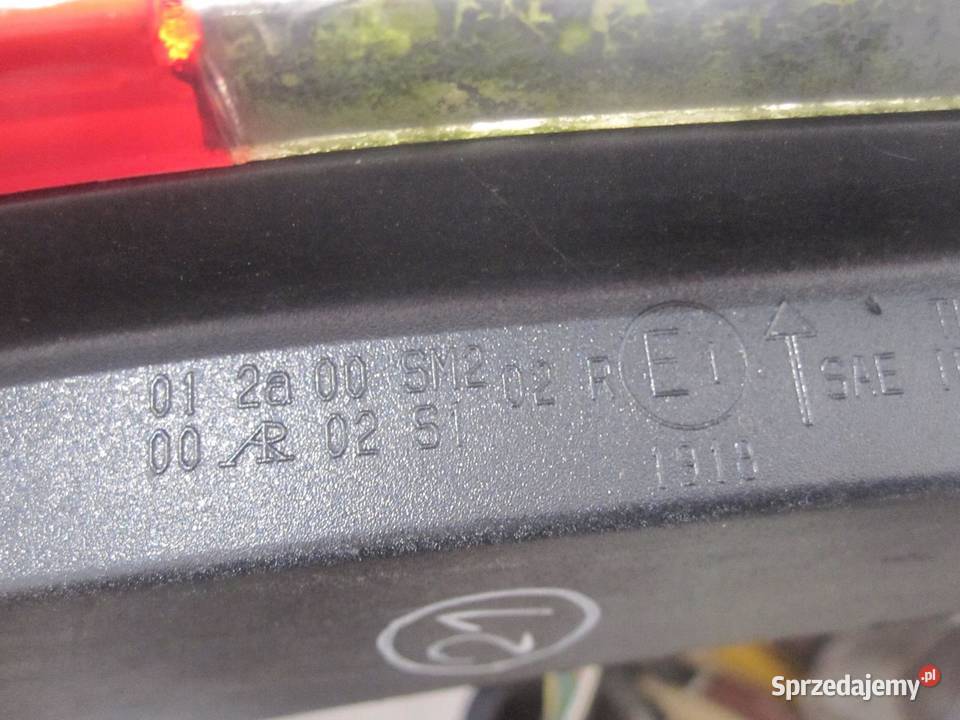 01 2a 00 SM2 02 R E1 SAE
00 AR 02 S1
1918
Sprzedajemy.pl